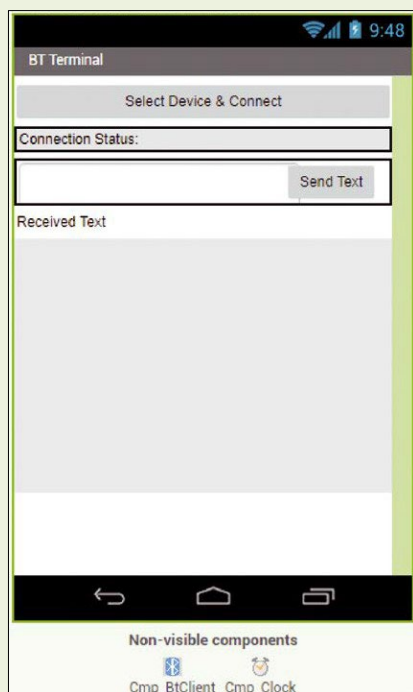 9:48
BT Terminal
Select Device & Connect
Connection Status:
Send Text
Received Text
Non-visible components
Cmp_BtClient Cmp_Clock